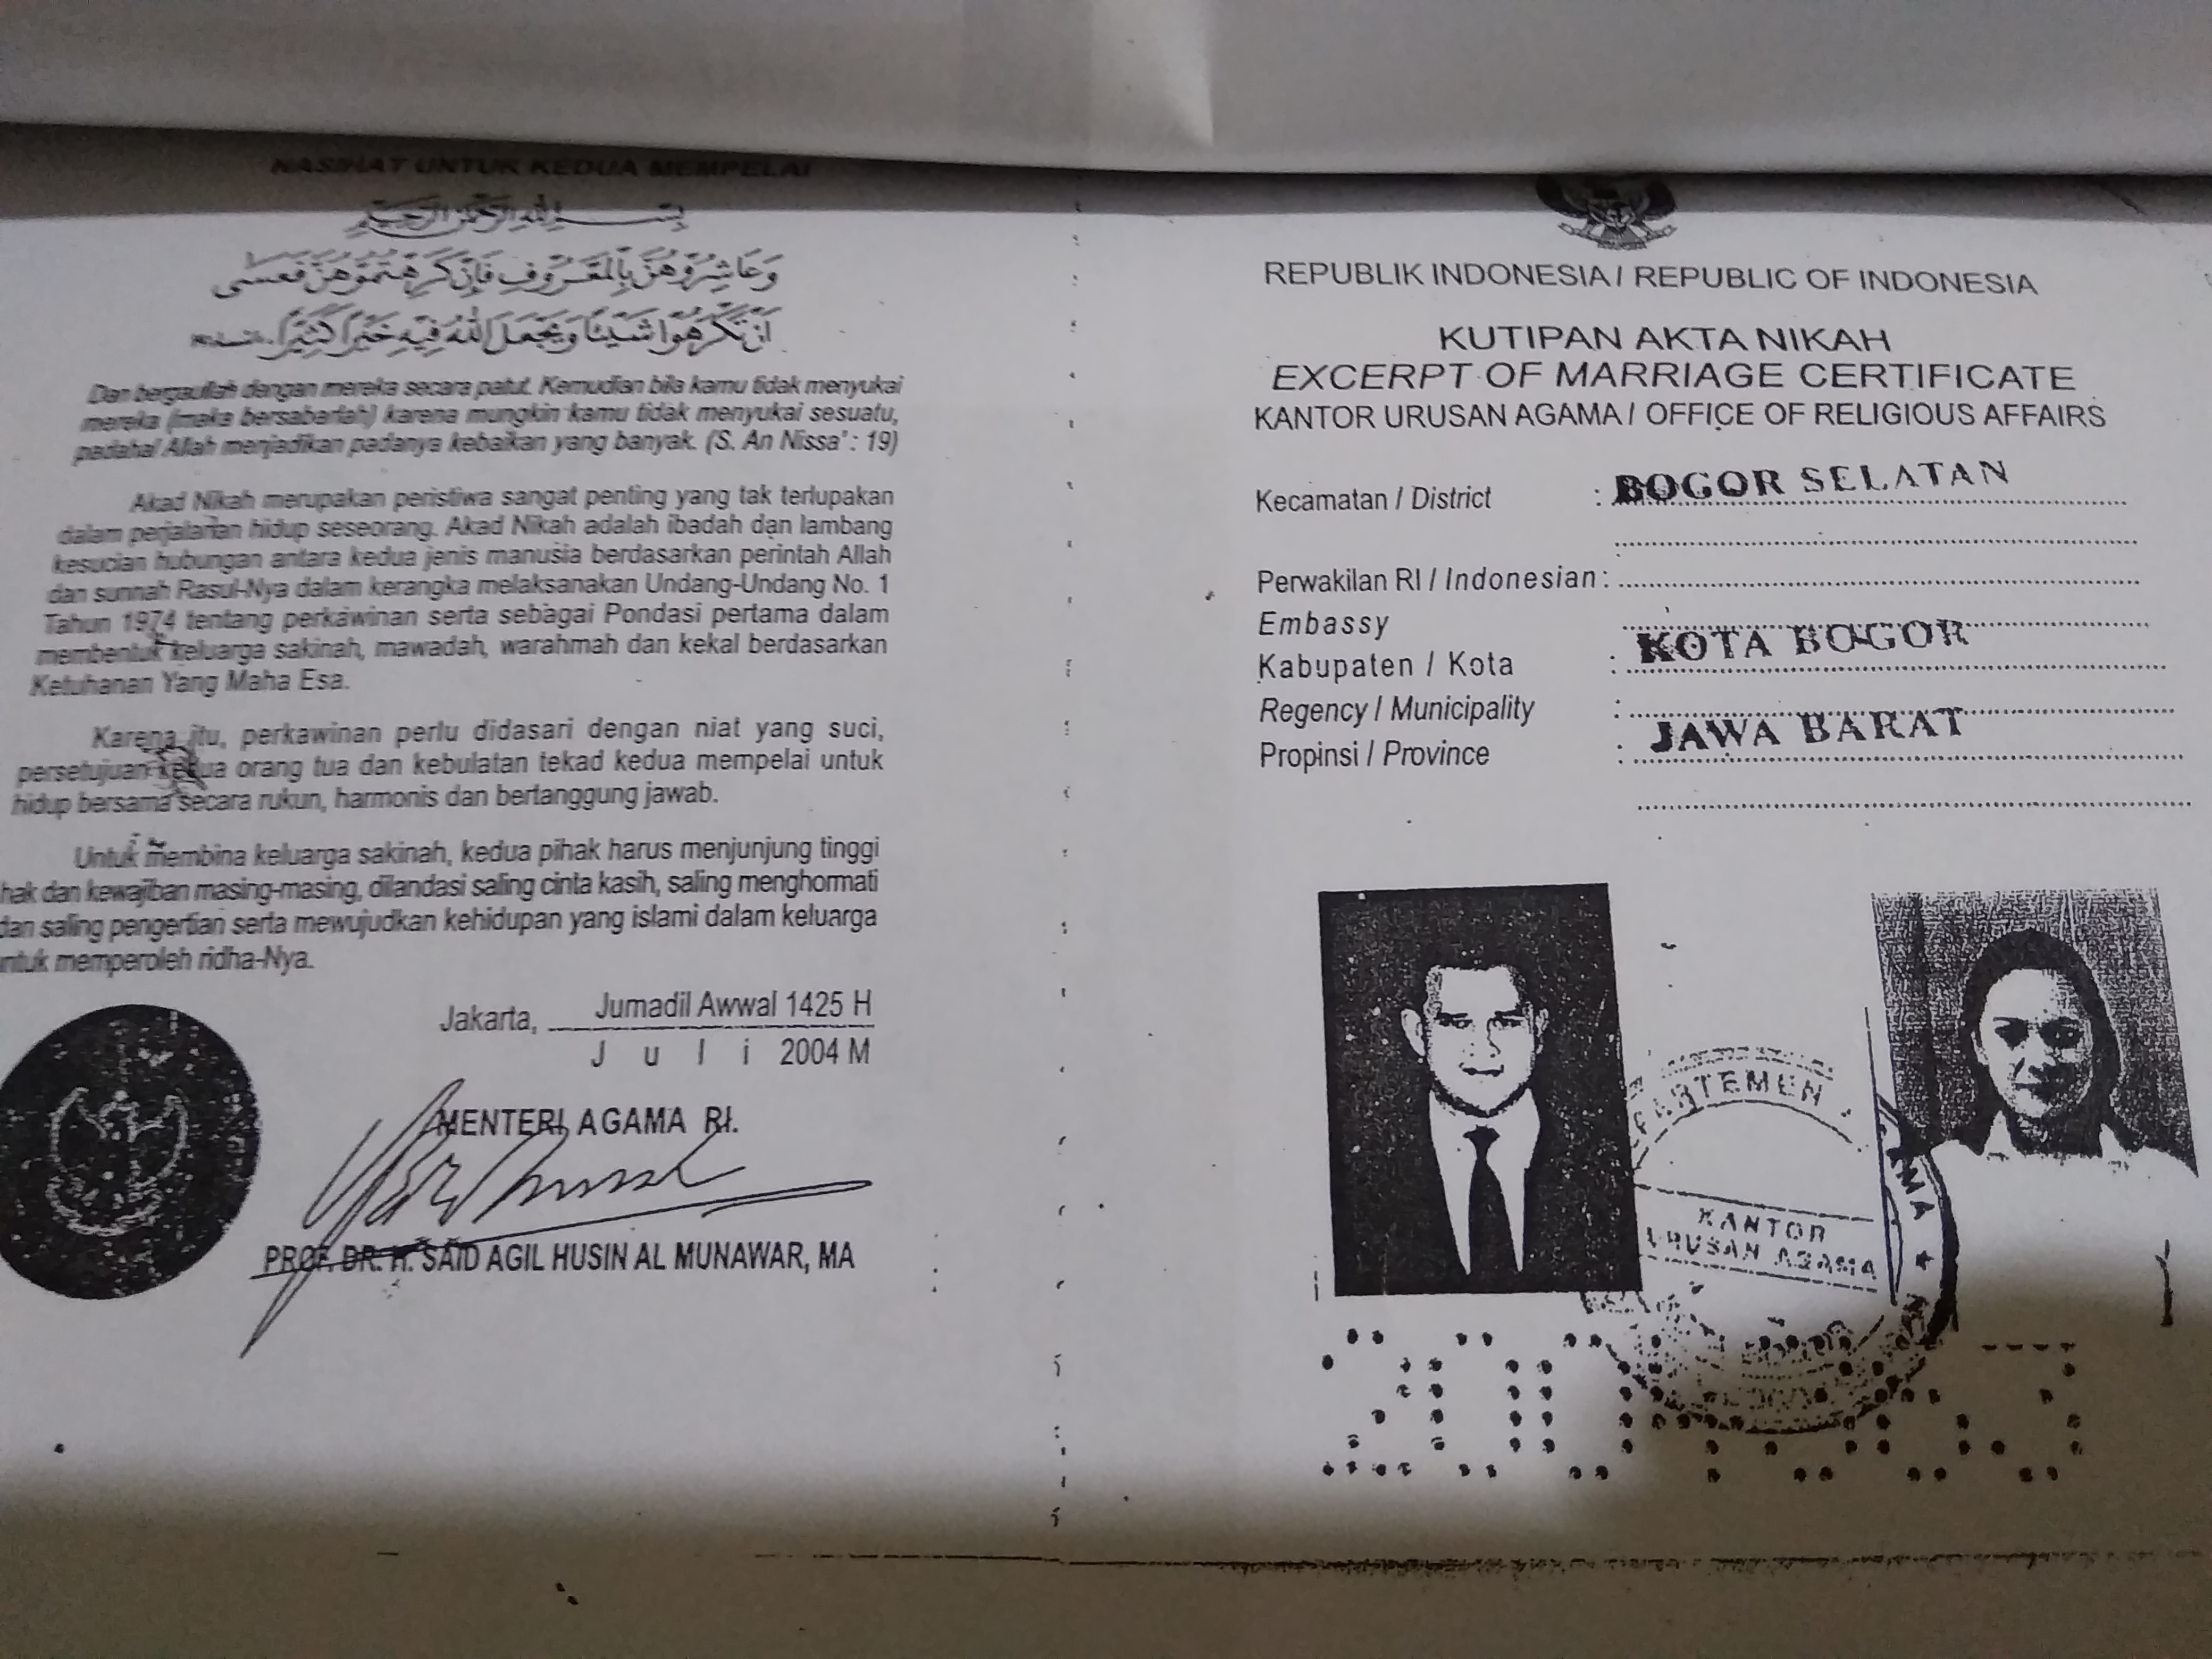 NASIHAT UNTUK KEDUA MEMPELAI
بِسْمِ اللهِ الرَّحْمٰنِ الرَّحِيْمِ
وَعَاشِرُوْهُنَّ بِالْمَعْرُوْفِ فَاِنْ كَرِهْتُمُوْهُنَّ فَعَسٰى
اَنْ تَكْرَهُوْا شَيْئًا وَيَجْعَلَ اللهُ فِيْهِ خَيْرًا كَثِيْرًا
Dan bergaullah dengan mereka secara patut. Kemudian bila kamu tidak menyukai
mereka (maka bersabarlah) karena mungkin kamu tidak menyukai sesuatu,
padahal Allah menjadikan padanya kebaikan yang banyak. (S. An Nissa' : 19)
Akad Nikah merupakan peristiwa sangat penting yang tak terlupakan
dalam perjalanan hidup seseorang. Akad Nikah adalah ibadah dan lambang
kesucian hubungan antara kedua jenis manusia berdasarkan perintah Allah
dan sunnah Rasul-Nya dalam kerangka melaksanakan Undang-Undang No. 1
Tahun 1974 tentang perkawinan serta sebagai Pondasi pertama dalam
membentuk keluarga sakinah, mawadah, warahmah dan kekal berdasarkan
Ketuhanan Yang Maha Esa.
Karena itu, perkawinan perlu didasari dengan niat yang suci,
persetujuan kedua orang tua dan kebulatan tekad kedua mempelai untuk
hidup bersama secara rukun, harmonis dan bertanggung jawab.
Untuk membina keluarga sakinah, kedua pihak harus menjunjung tinggi
hak dan kewajiban masing-masing, dilandasi saling cinta kasih, saling menghormati
dan saling pengertian serta mewujudkan kehidupan yang islami dalam keluarga
untuk memperoleh ridha-Nya.
Jakarta, Jumadil Awwal 1425 H
J u l i 2004 M
MENTERI AGAMA RI.
PROF. DR. H. SAID AGIL HUSIN AL MUNAWAR, MA
REPUBLIK INDONESIA / REPUBLIC OF INDONESIA
KUTIPAN AKTA NIKAH
EXCERPT OF MARRIAGE CERTIFICATE
KANTOR URUSAN AGAMA / OFFICE OF RELIGIOUS AFFAIRS
Kecamatan / District : BOGOR SELATAN
Perwakilan RI / Indonesian :
Embassy
Kabupaten / Kota : KOTA BOGOR
Regency / Municipality :
Propinsi / Province : JAWA BARAT
DEPARTEMEN AGAMA
KANTOR
URUSAN AGAMA